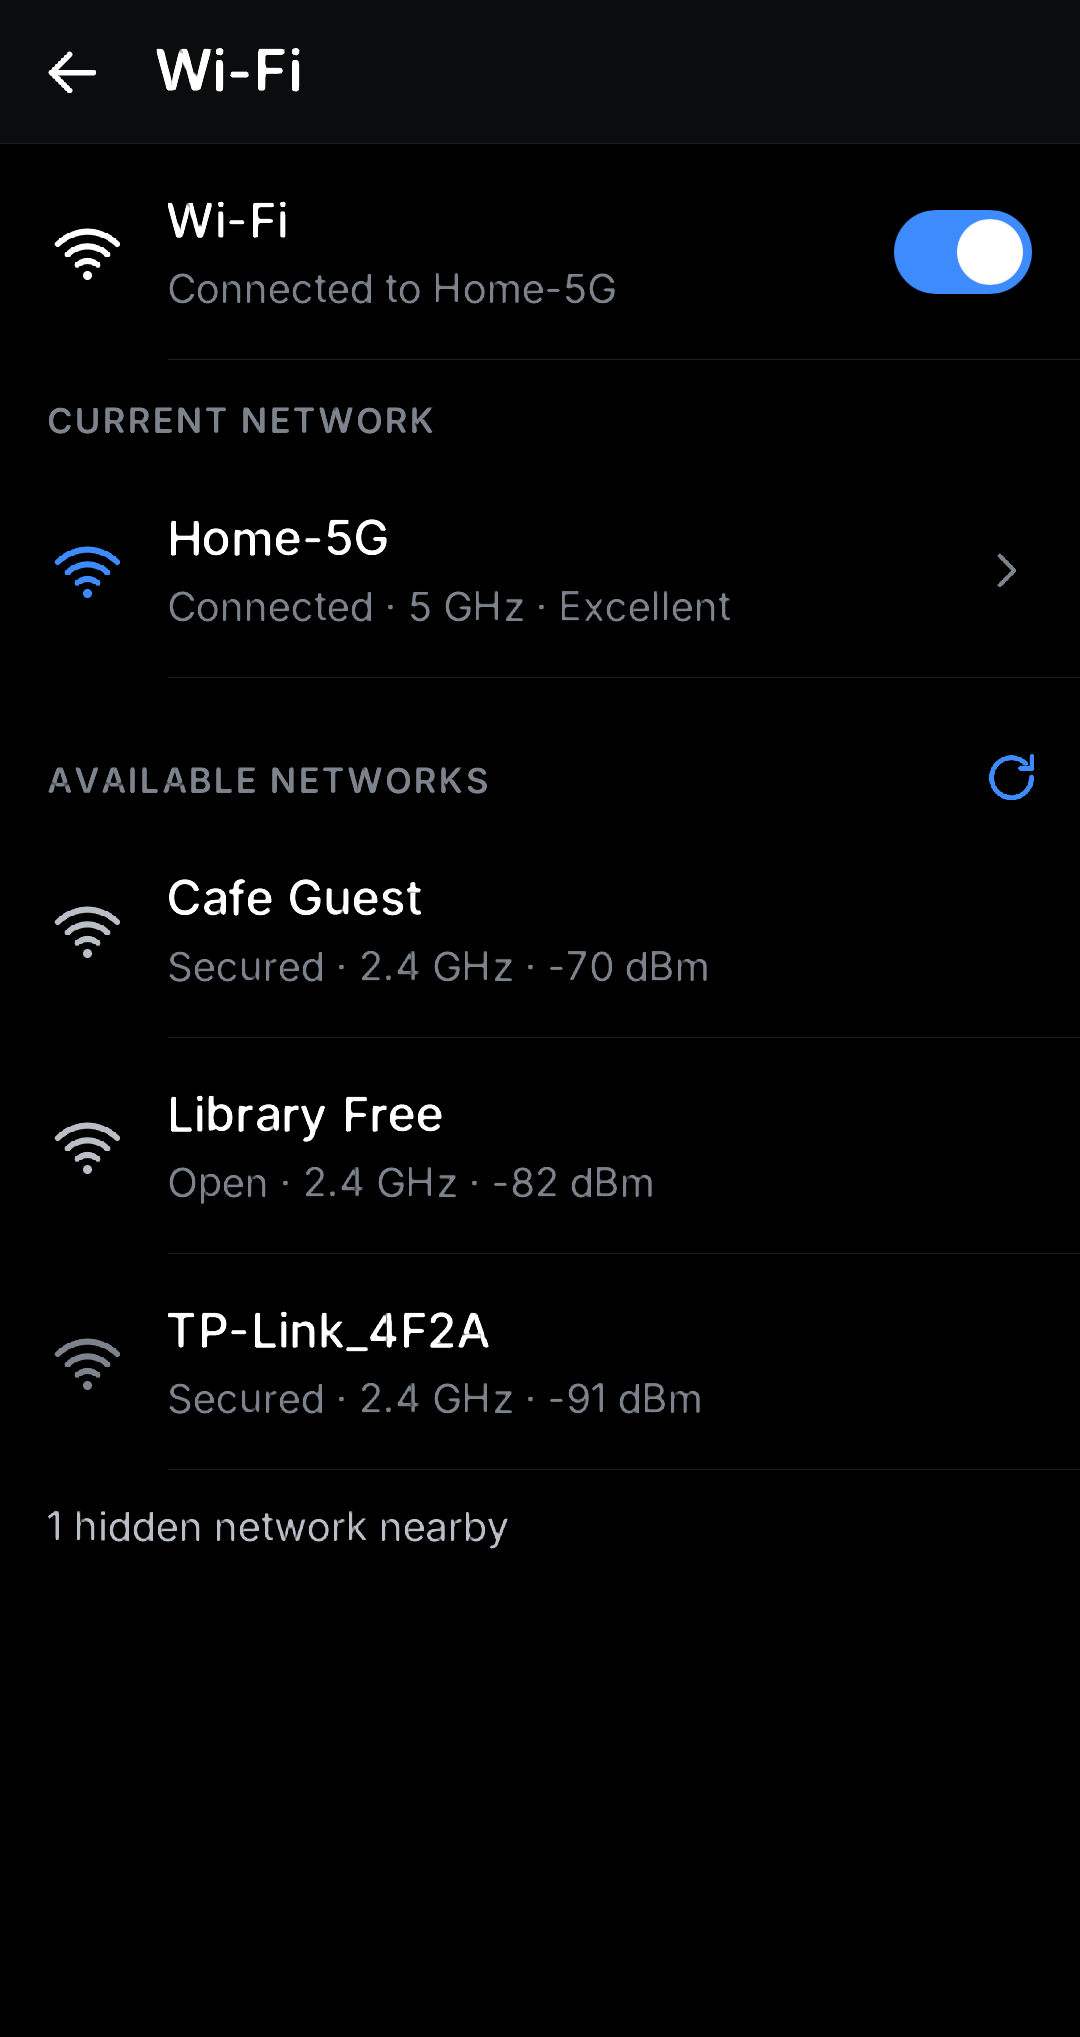 Wi-Fi
Wi-Fi
Connected to Home-5G
CURRENT NETWORK
Home-5G
Connected · 5 GHz · Excellent
AVAILABLE NETWORKS
Cafe Guest
Secured · 2.4 GHz · -70 dBm
Library Free
Open · 2.4 GHz · -82 dBm
TP-Link_4F2A
Secured · 2.4 GHz · -91 dBm
1 hidden network nearby